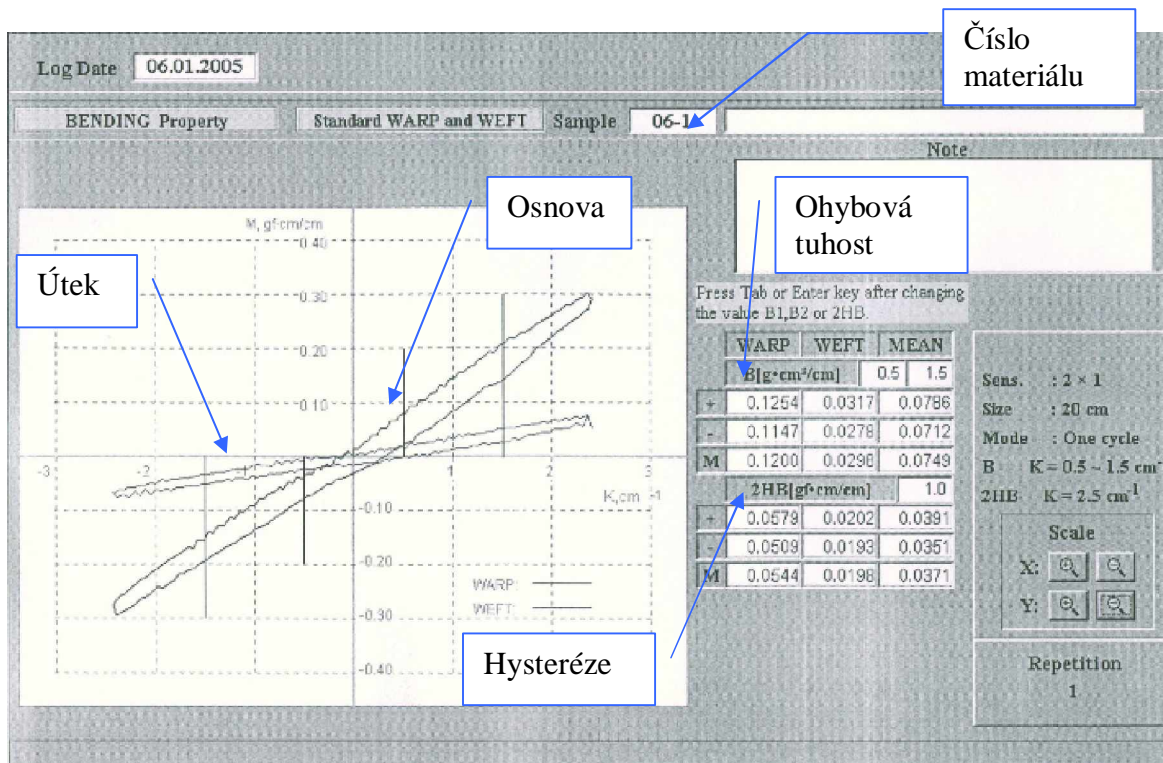 Číslo
materiálu
Log Date 06.01.2005
BENDING Property Standard WARP and WEFT Sample 06-1
Note
Osnova
Ohybová
tuhost
Útek
M, gf·cm/cm
0.40
0.30
0.20
0.10
-3 -2 -1 1 2 3
K,cm -1
-0.10
-0.20
-0.30
-0.40
WARP:
WEFT:
Press Tab or Enter key after changing
the value B1,B2 or 2HB.
WARP WEFT MEAN
B[g•cm²/cm] 0.5 1.5
+ 0.1254 0.0317 0.0786
- 0.1147 0.0278 0.0712
M 0.1200 0.0298 0.0749
2HB[gf•cm/cm] 1.0
+ 0.0579 0.0202 0.0391
- 0.0509 0.0193 0.0351
M 0.0544 0.0198 0.0371
Hysteréze
Sens. : 2 × 1
Size : 20 cm
Mode : One cycle
B K = 0.5 ~ 1.5 cm-
2HB K = 2.5 cm-1
Scale
X:
Y:
Repetition
1